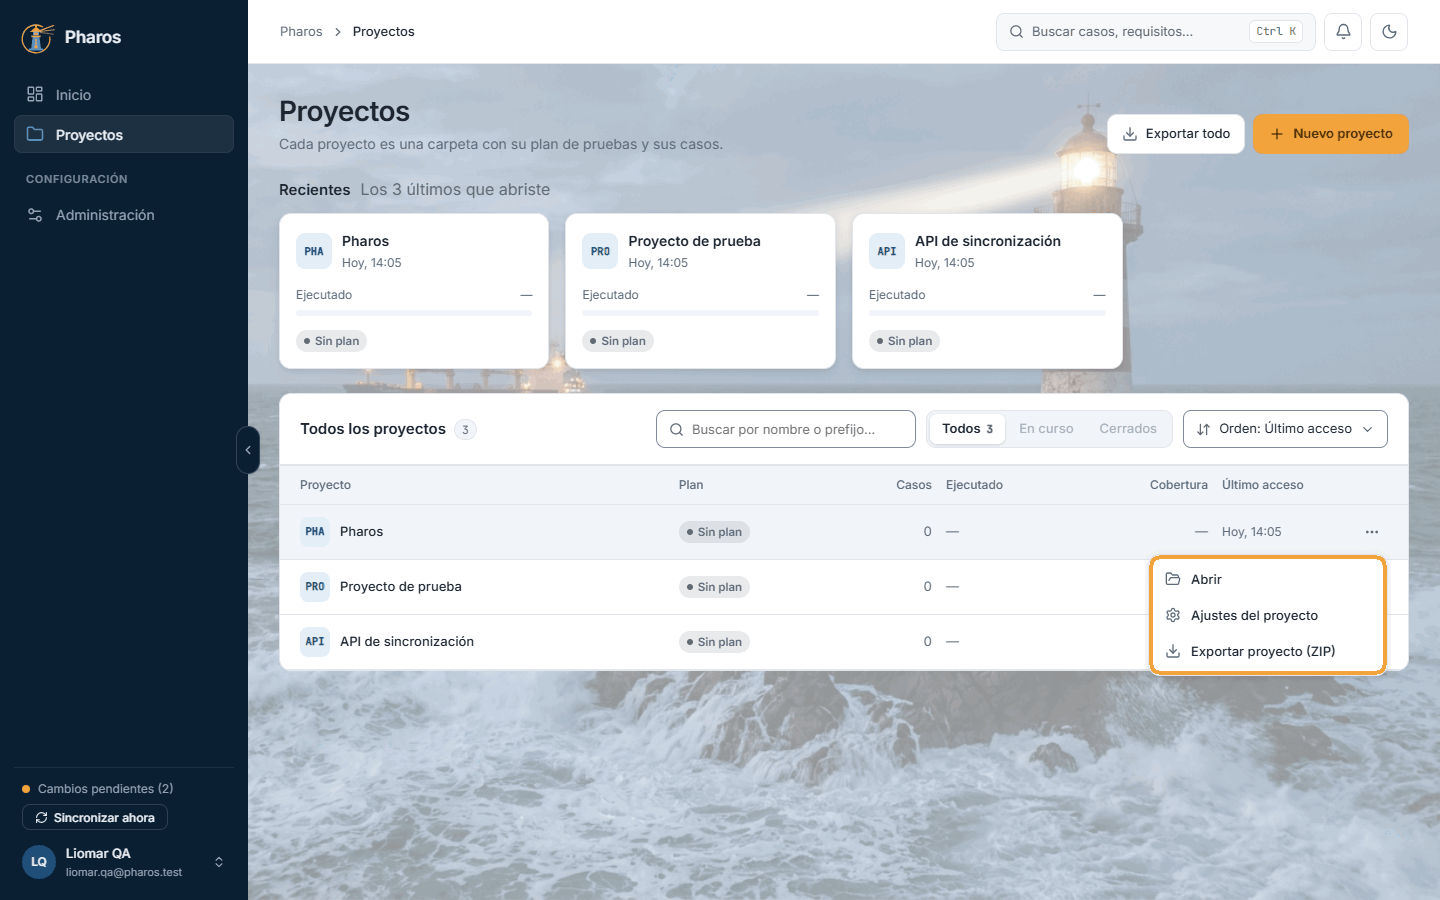 Pharos
Inicio
Proyectos
CONFIGURACIÓN
Administración
Cambios pendientes (2)
Sincronizar ahora
LQ
Liomar QA
liomar.qa@pharos.test
Pharos > Proyectos
Buscar casos, requisitos...
Ctrl K
Proyectos
Cada proyecto es una carpeta con su plan de pruebas y sus casos.
Exportar todo
Nuevo proyecto
Recientes Los 3 últimos que abriste
PHA
Pharos
Hoy, 14:05
Ejecutado —
Sin plan
PRO
Proyecto de prueba
Hoy, 14:05
Ejecutado —
Sin plan
API
API de sincronización
Hoy, 14:05
Ejecutado —
Sin plan
Todos los proyectos 3
Buscar por nombre o prefijo...
Todos 3 En curso Cerrados
Orden: Último acceso
Proyecto Plan Casos Ejecutado Cobertura Último acceso
PHA Pharos Sin plan 0 — — Hoy, 14:05 ...
PRO Proyecto de prueba Sin plan 0 —
API API de sincronización Sin plan 0 —
Abrir
Ajustes del proyecto
Exportar proyecto (ZIP)